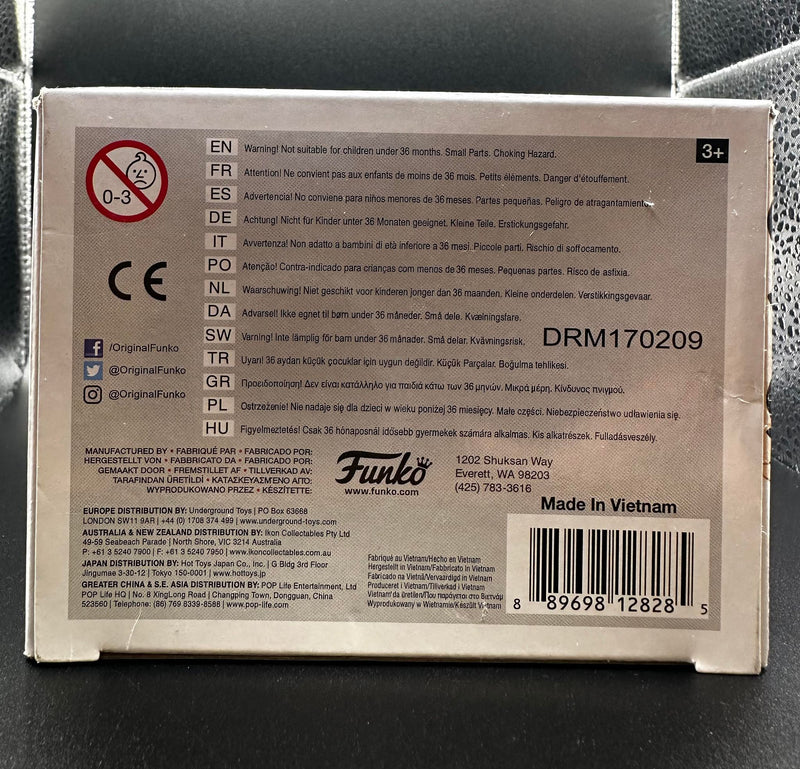 0-3
3+
EN Warning! Not suitable for children under 36 months. Small Parts. Choking Hazard.
FR Attention! Ne convient pas aux enfants de moins de 36 mois. Petits éléments. Danger d'étouffement.
ES Advertencia! No conviene para niños menores de 36 meses. Partes pequeñas. Peligro de atragantamiento.
DE Achtung! Nicht für Kinder unter 36 Monaten geeignet. Kleine Teile. Erstickungsgefahr.
IT Avvertenza! Non adatto a bambini di età inferiore a 36 mesi. Piccole parti. Rischio di soffocamento.
PO Atenção! Contra-indicado para crianças com menos de 36 meses. Pequenas partes. Risco de asfixia.
NL Waarschuwing! Niet geschikt voor kinderen jonger dan 36 maanden. Kleine onderdelen. Verstikkingsgevaar.
DA Advarsel! Ikke egnet til børn under 36 måneder. Små dele. Kvælningsfare.
SW Varning! Inte lämplig för barn under 36 månader. Små delar. Kvävningsrisk.
TR Uyarı! 36 aydan küçük çocuklar için uygun değildir. Küçük Parçalar. Boğulma tehlikesi.
GR Προειδοποίηση! Δεν είναι κατάλληλο για παιδιά κάτω των 36 μηνών. Μικρά μέρη. Κίνδυνος πνιγμού.
PL Ostrzeżenie! Nie nadaje się dla dzieci w wieku poniżej 36 miesięcy. Małe części. Niebezpieczeństwo udławienia się.
HU Figyelmeztetés! Csak 36 hónaposnál idősebb gyermekek számára alkalmas. Kis alkatrészek. Fulladásveszély.
DRM170209
CE
/OriginalFunko
@OriginalFunko
@OriginalFunko
MANUFACTURED BY • FABRIQUÉ PAR • FABRICADO POR:
HERGESTELLT VON • FABBRICATO DA • FABRICADO POR:
GEMAAKT DOOR • FREMSTILLET AF • TILLVERKAD AV:
TARAFINDAN ÜRETİLDİ • ΚΑΤΑΣΚΕΥΑΣΜΕΝΟ ΑΠΟ:
WYPRODUKOWANO PRZEZ • KÉSZÍTETTE:
Funko
www.funko.com
1202 Shuksan Way
Everett, WA 98203
(425) 783-3616
EUROPE DISTRIBUTION BY: Underground Toys | PO Box 63668
LONDON SW11 9AR | +44 (0) 1708 374 499 | www.underground-toys.com
AUSTRALIA & NEW ZEALAND DISTRIBUTION BY: Ikon Collectables Pty Ltd
49-59 Seabeach Parade | North Shore, VIC 3214 Australia
P: +61 3 5240 7900 | F: +61 3 5240 7950 | www.ikoncollectables.com.au
JAPAN DISTRIBUTION BY: Hot Toys Japan Co., Inc. | G Bldg 3rd Floor
Jingumae 3-30-12 | Tokyo 150-0001 | www.hottoys.jp
GREATER CHINA & S.E. ASIA DISTRIBUTION BY: POP Life Entertainment, Ltd
POP Life HQ | No. 8 XingLong Road | Changping Town, Dongguan, China
523560 | Telephone: (86) 769 8339-8588 | www.pop-life.com
Fabriqué au Vietnam/Hecho en Vietnam
Hergestellt in Vietnam/Fabbricato in Vietnam
Fabricado na Vietnã/Vervaardigd in Vietnam
Produceret i Vietnam/Tillverkad i Vietnam
Vietnam'da üretilen/Που παράγεται στο Βιετνάμ
Wyprodukowany w Wietnamie/Készült Vietnam
Made In Vietnam
8 89698 12828 5